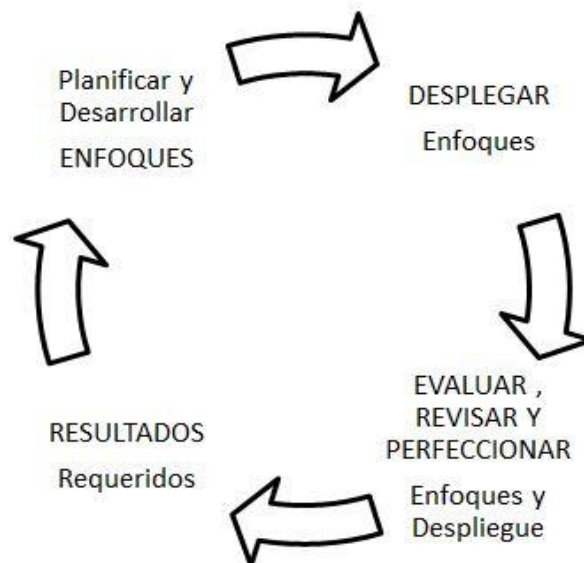 Planificar y
Desarrollar
ENFOQUES
DESPLEGAR
Enfoques
EVALUAR ,
REVISAR Y
PERFECCIONAR
Enfoques y
Despliegue
RESULTADOS
Requeridos